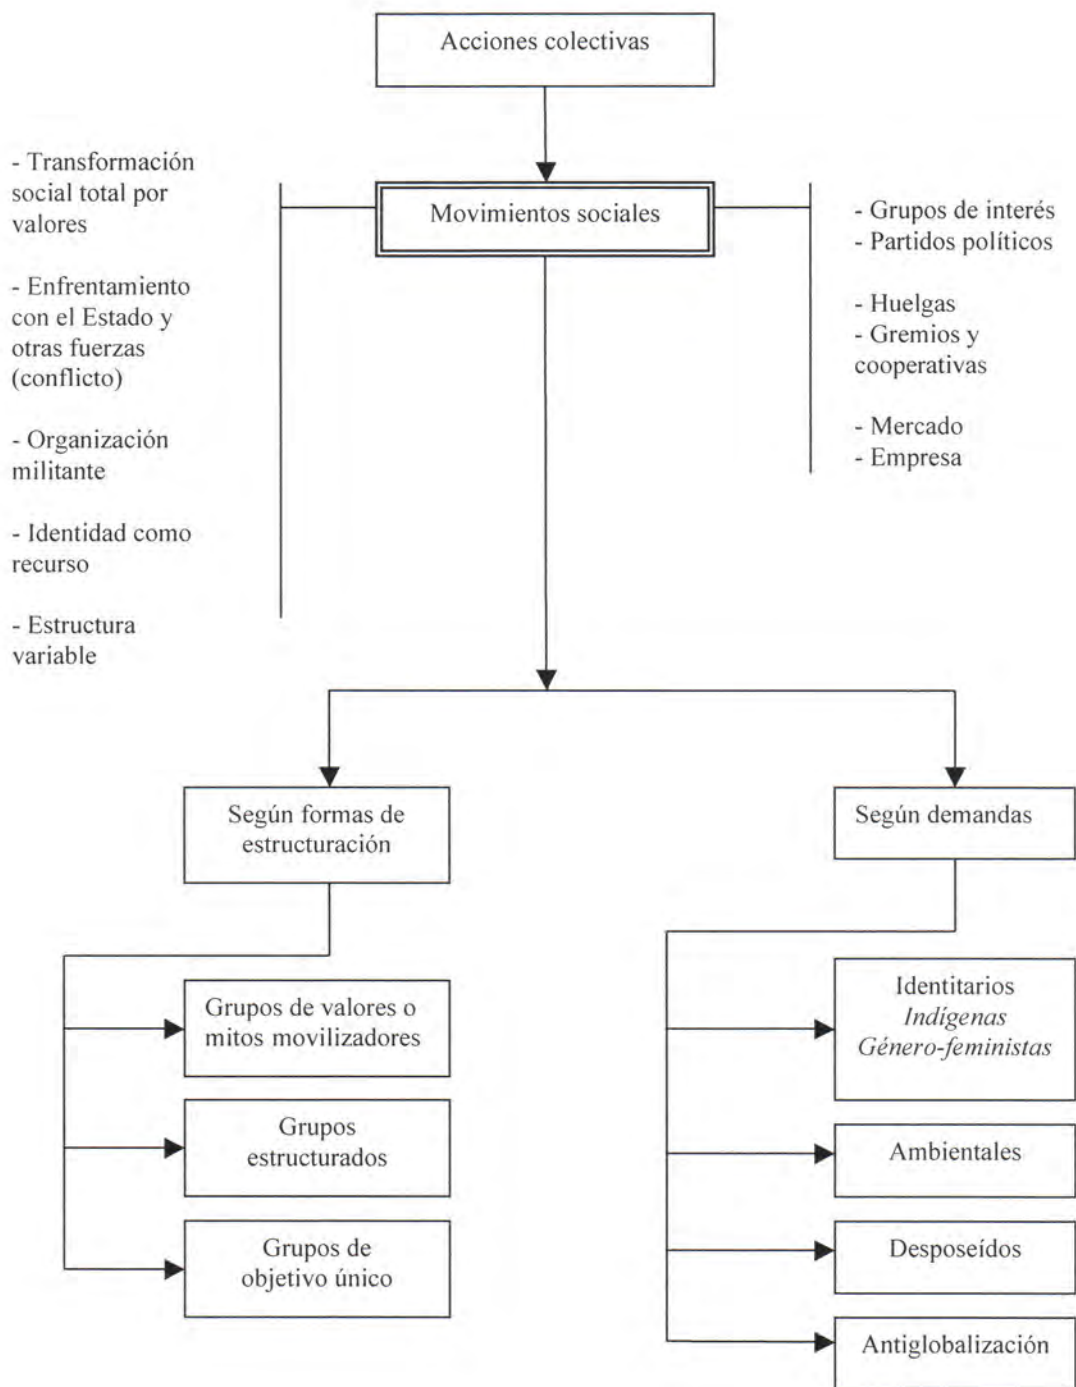 Acciones colectivas
- Transformación
social total por
valores
- Enfrentamiento
con el Estado y
otras fuerzas
(conflicto)
- Organización
militante
- Identidad como
recurso
- Estructura
variable
Movimientos sociales
- Grupos de interés
- Partidos políticos
- Huelgas
- Gremios y
cooperativas
- Mercado
- Empresa
Según formas de
estructuración
Grupos de valores o
mitos movilizadores
Grupos
estructurados
Grupos de
objetivo único
Según demandas
Identitarios
Indígenas
Género-feministas
Ambientales
Desposeídos
Antiglobalización